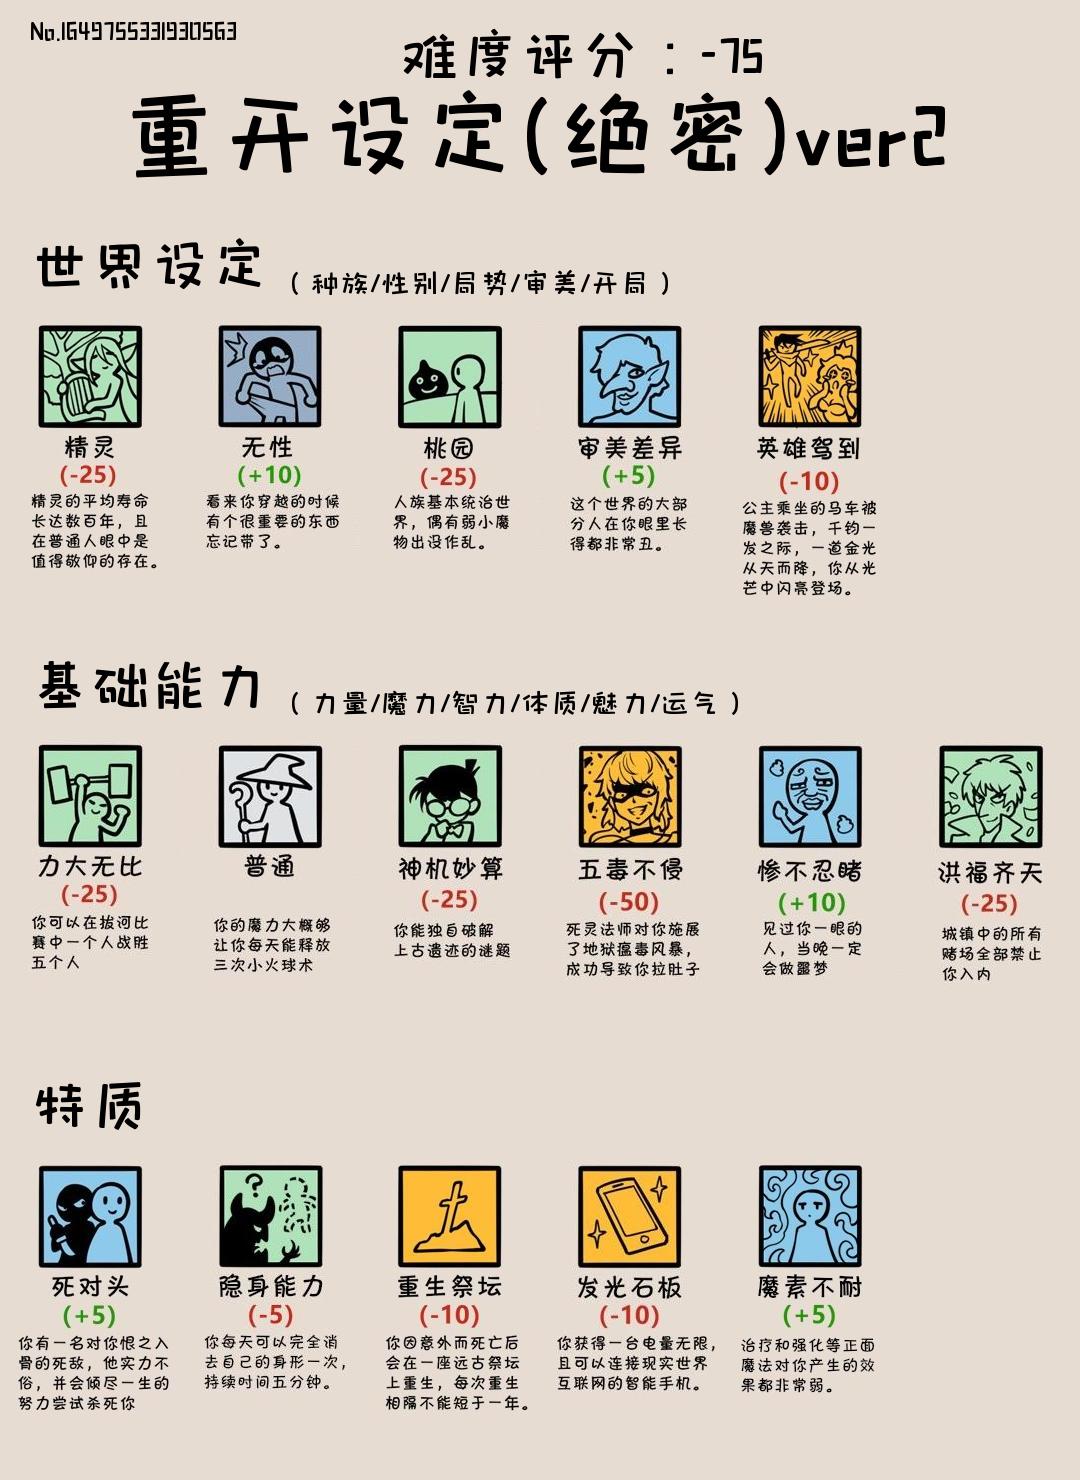 No.1649755331930563
难度评分：-75
重开设定(绝密)ver2
世界设定（种族/性别/局势/审美/开局）
精灵
(-25)
精灵的平均寿命
长达数百年，且
在普通人眼中是
值得敬仰的存在。
无性
(+10)
看来你穿越的时候
有个很重要的东西
忘记带了。
桃园
(-25)
人族基本统治世
界，偶有弱小魔
物出没作乱。
审美差异
(+5)
这个世界的大部
分人在你眼里长
得都非常丑。
英雄驾到
(-10)
公主乘坐的马车被
魔兽袭击，千钧一
发之际，一道金光
从天而降，你从光
芒中闪亮登场。
基础能力（力量/魔力/智力/体质/魅力/运气）
力大无比
(-25)
你可以在拔河比
赛中一个人战胜
五个人
普通
你的魔力大概够
让你每天能释放
三次小火球术
神机妙算
(-25)
你能独自破解
上古遗迹的谜题
五毒不侵
(-50)
死灵法师对你施展
了地狱瘟毒风暴，
成功导致你拉肚子
惨不忍睹
(+10)
见过你一眼的
人，当晚一定
会做噩梦
洪福齐天
(-25)
城镇中的所有
赌场全部禁止
你入内
特质
死对头
(+5)
你有一名对你恨之入
骨的死敌，他实力不
俗，并会倾尽一生的
努力尝试杀死你
隐身能力
(-5)
你每天可以完全消
去自己的身形一次，
持续时间五分钟。
重生祭坛
(-10)
你因意外而死亡后
会在一座远古祭坛
上重生，每次重生
相隔不能短于一年。
发光石板
(-10)
你获得一台电量无限，
且可以连接现实世界
互联网的智能手机。
魔素不耐
(+5)
治疗和强化等正面
魔法对你产生的效
果都非常弱。